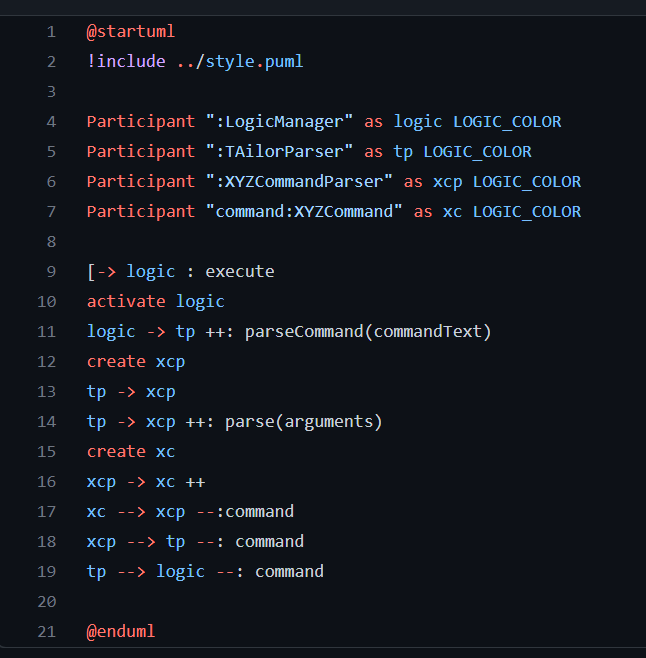 1 @startuml
2 !include ../style.puml
3
4 Participant ":LogicManager" as logic LOGIC_COLOR
5 Participant ":TAilorParser" as tp LOGIC_COLOR
6 Participant ":XYZCommandParser" as xcp LOGIC_COLOR
7 Participant "command:XYZCommand" as xc LOGIC_COLOR
8
9 [-> logic : execute
10 activate logic
11 logic -> tp ++: parseCommand(commandText)
12 create xcp
13 tp -> xcp
14 tp -> xcp ++: parse(arguments)
15 create xc
16 xcp -> xc ++
17 xc --> xcp --:command
18 xcp --> tp --: command
19 tp --> logic --: command
20
21 @enduml